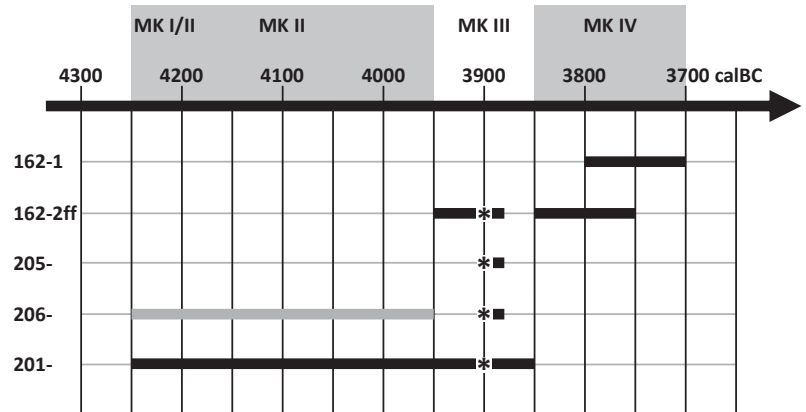 MK I/II MK II MK III MK IV
4300 4200 4100 4000 3900 3800 3700 calBC
162-1
162-2ff *
205- *
206- *
201- *